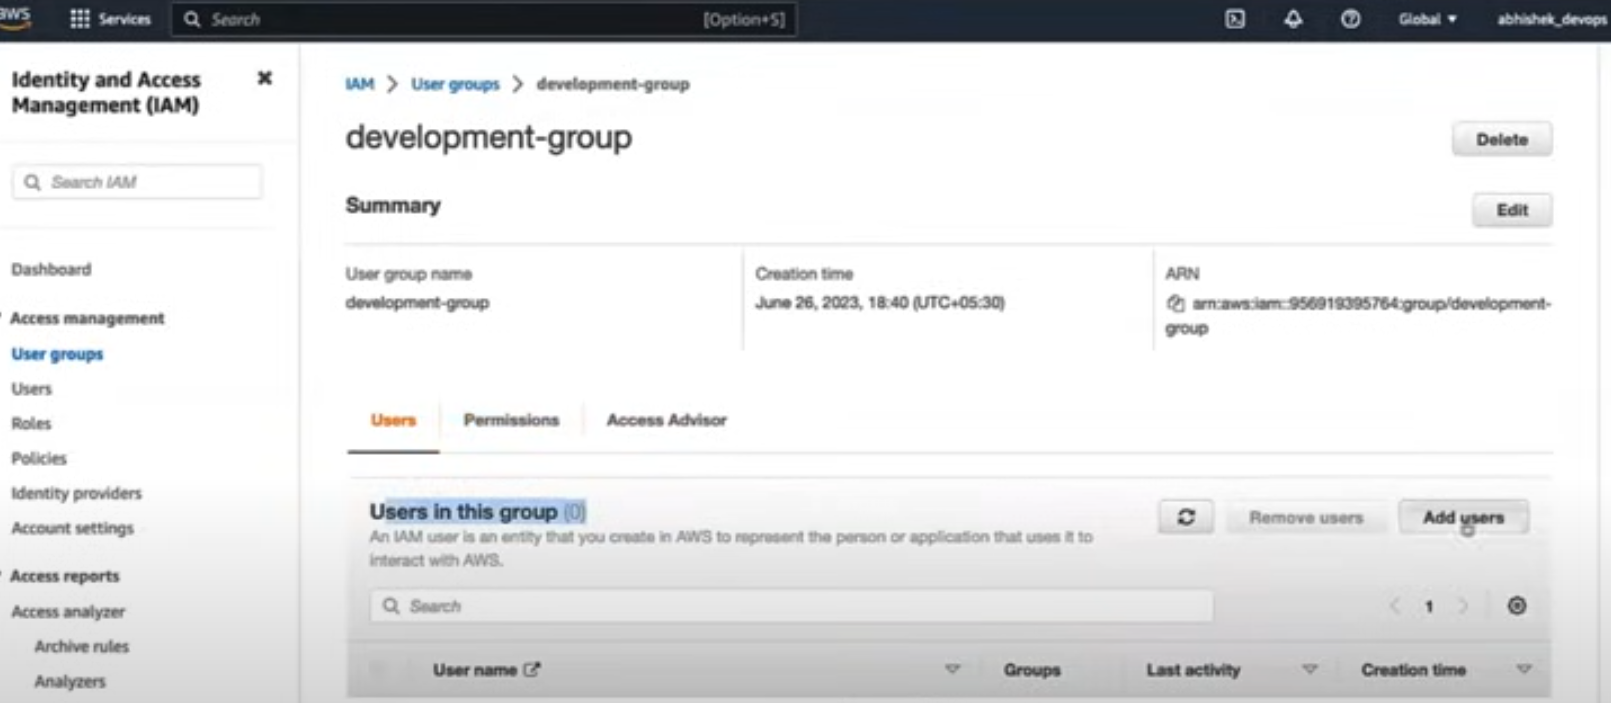 aws
Services
Search
[Option+S]
Global
abhishek_devops
Identity and Access
Management (IAM)
Search IAM
Dashboard
Access management
User groups
Users
Roles
Policies
Identity providers
Account settings
Access reports
Access analyzer
Archive rules
Analyzers
IAM > User groups > development-group
development-group
Delete
Summary
Edit
User group name
development-group
Creation time
June 26, 2023, 18:40 (UTC+05:30)
ARN
arn:aws:iam::956919395764:group/development-
group
Users
Permissions
Access Advisor
Users in this group (0)
An IAM user is an entity that you create in AWS to represent the person or application that uses it to
interact with AWS.
Remove users
Add users
Search
1
User name
Groups
Last activity
Creation time